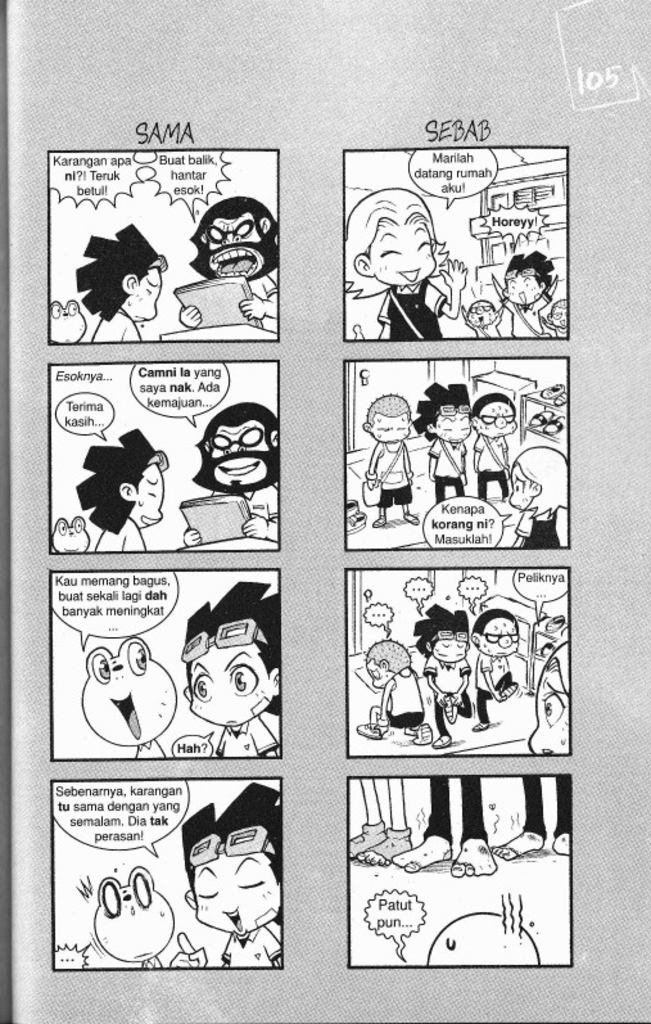 105
SAMA
Karangan apa
ni?! Teruk
betul!
Buat balik,
hantar
esok!
Esoknya...
Terima
kasih...
Camni la yang
saya nak. Ada
kemajuan...
Kau memang bagus,
buat sekali lagi dah
banyak meningkat
...
Hah?
Sebenarnya, karangan
tu sama dengan yang
semalam. Dia tak
perasan!
...
SEBAB
Marilah
datang rumah
aku!
Horeyy!
Kenapa
korang ni?
Masuklah!
...
...
...
Peliknya
...
Patut
pun...